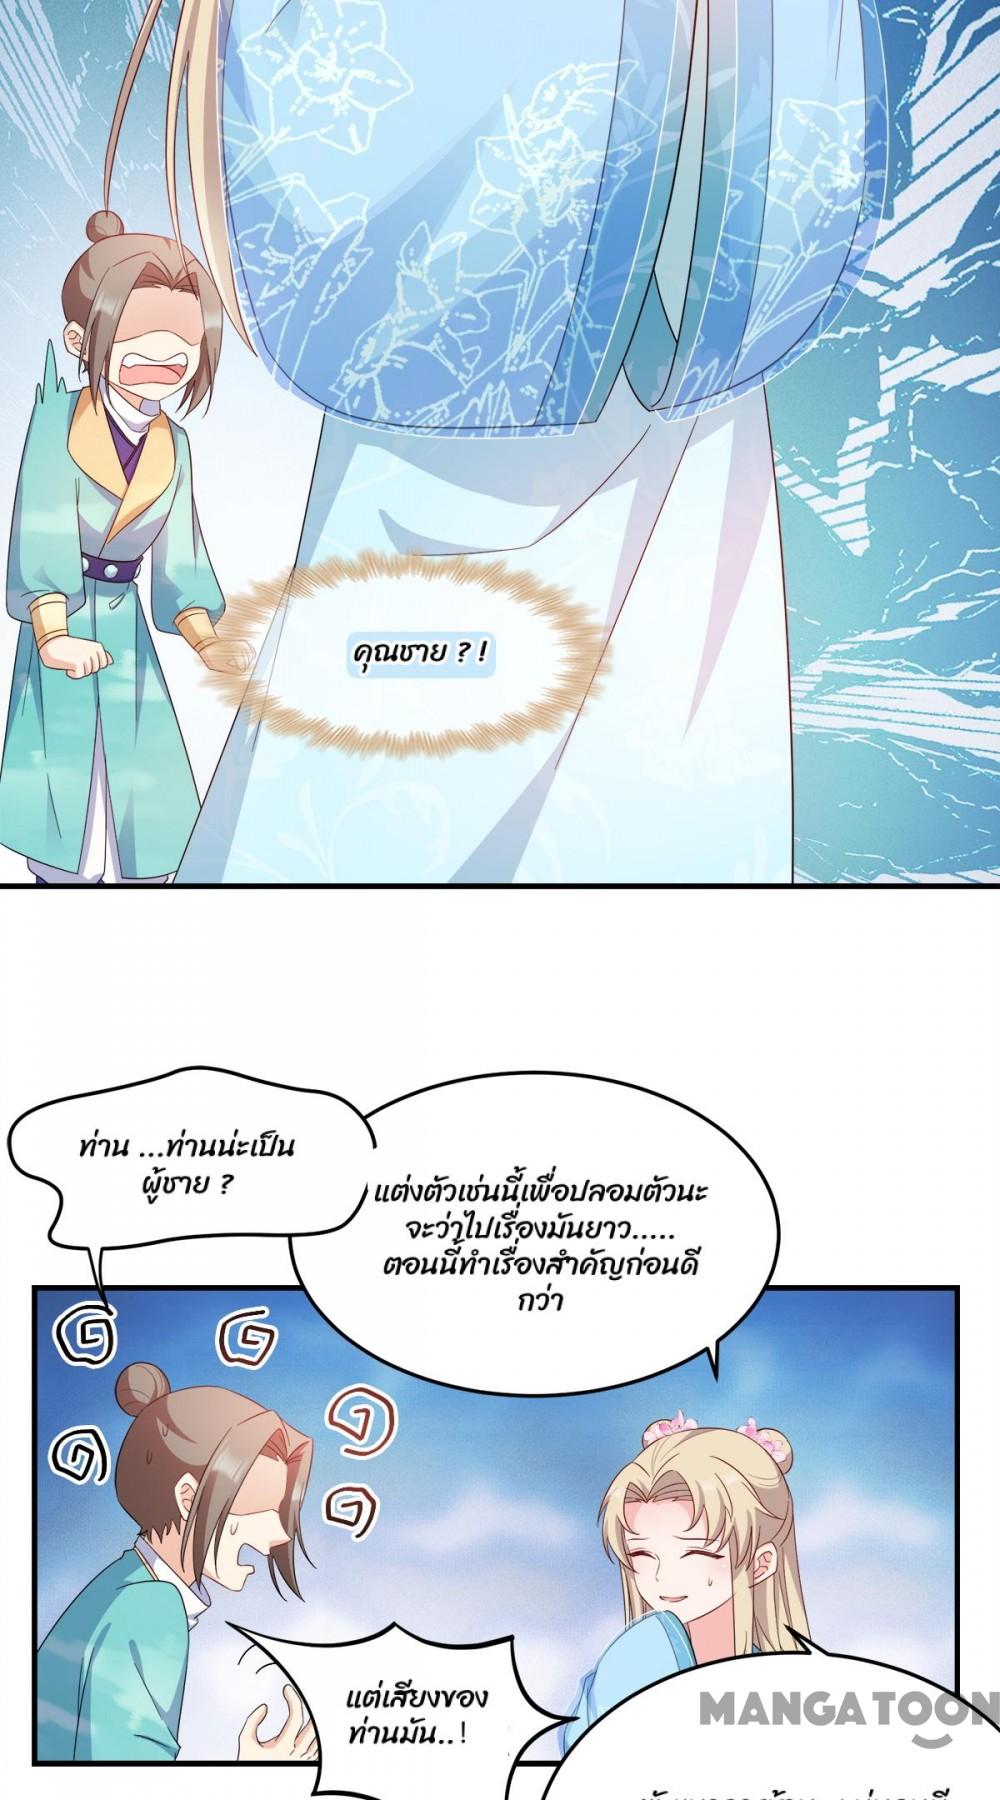 คุณชาย ?!
ท่าน ...ท่านน่ะเป็น
ผู้ชาย ?
แต่งตัวเช่นนี้เพื่อปลอมตัวนะ
จะว่าไปเรื่องมันยาว.....
ตอนนี้ทำเรื่องสำคัญก่อนดี
กว่า
แต่เสียงของ
ท่านมัน..!
MANGATOON